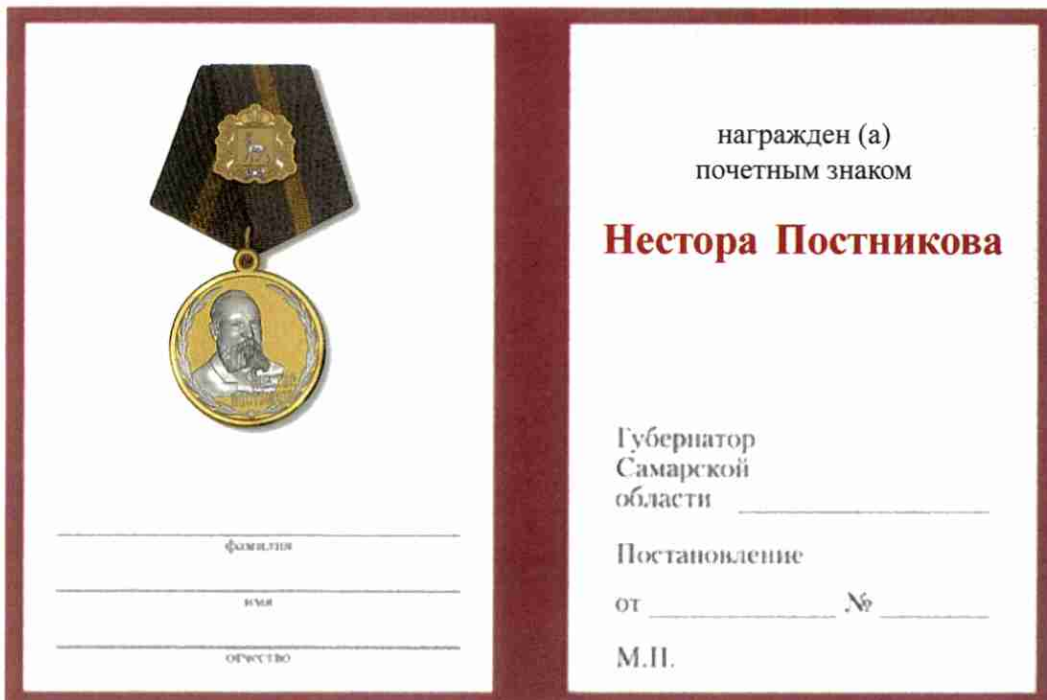 фамилия
имя
отчество
награжден (а)
почетным знаком
Нестора Постникова
Губернатор
Самарской
области
Постановление
от № 
М.П.